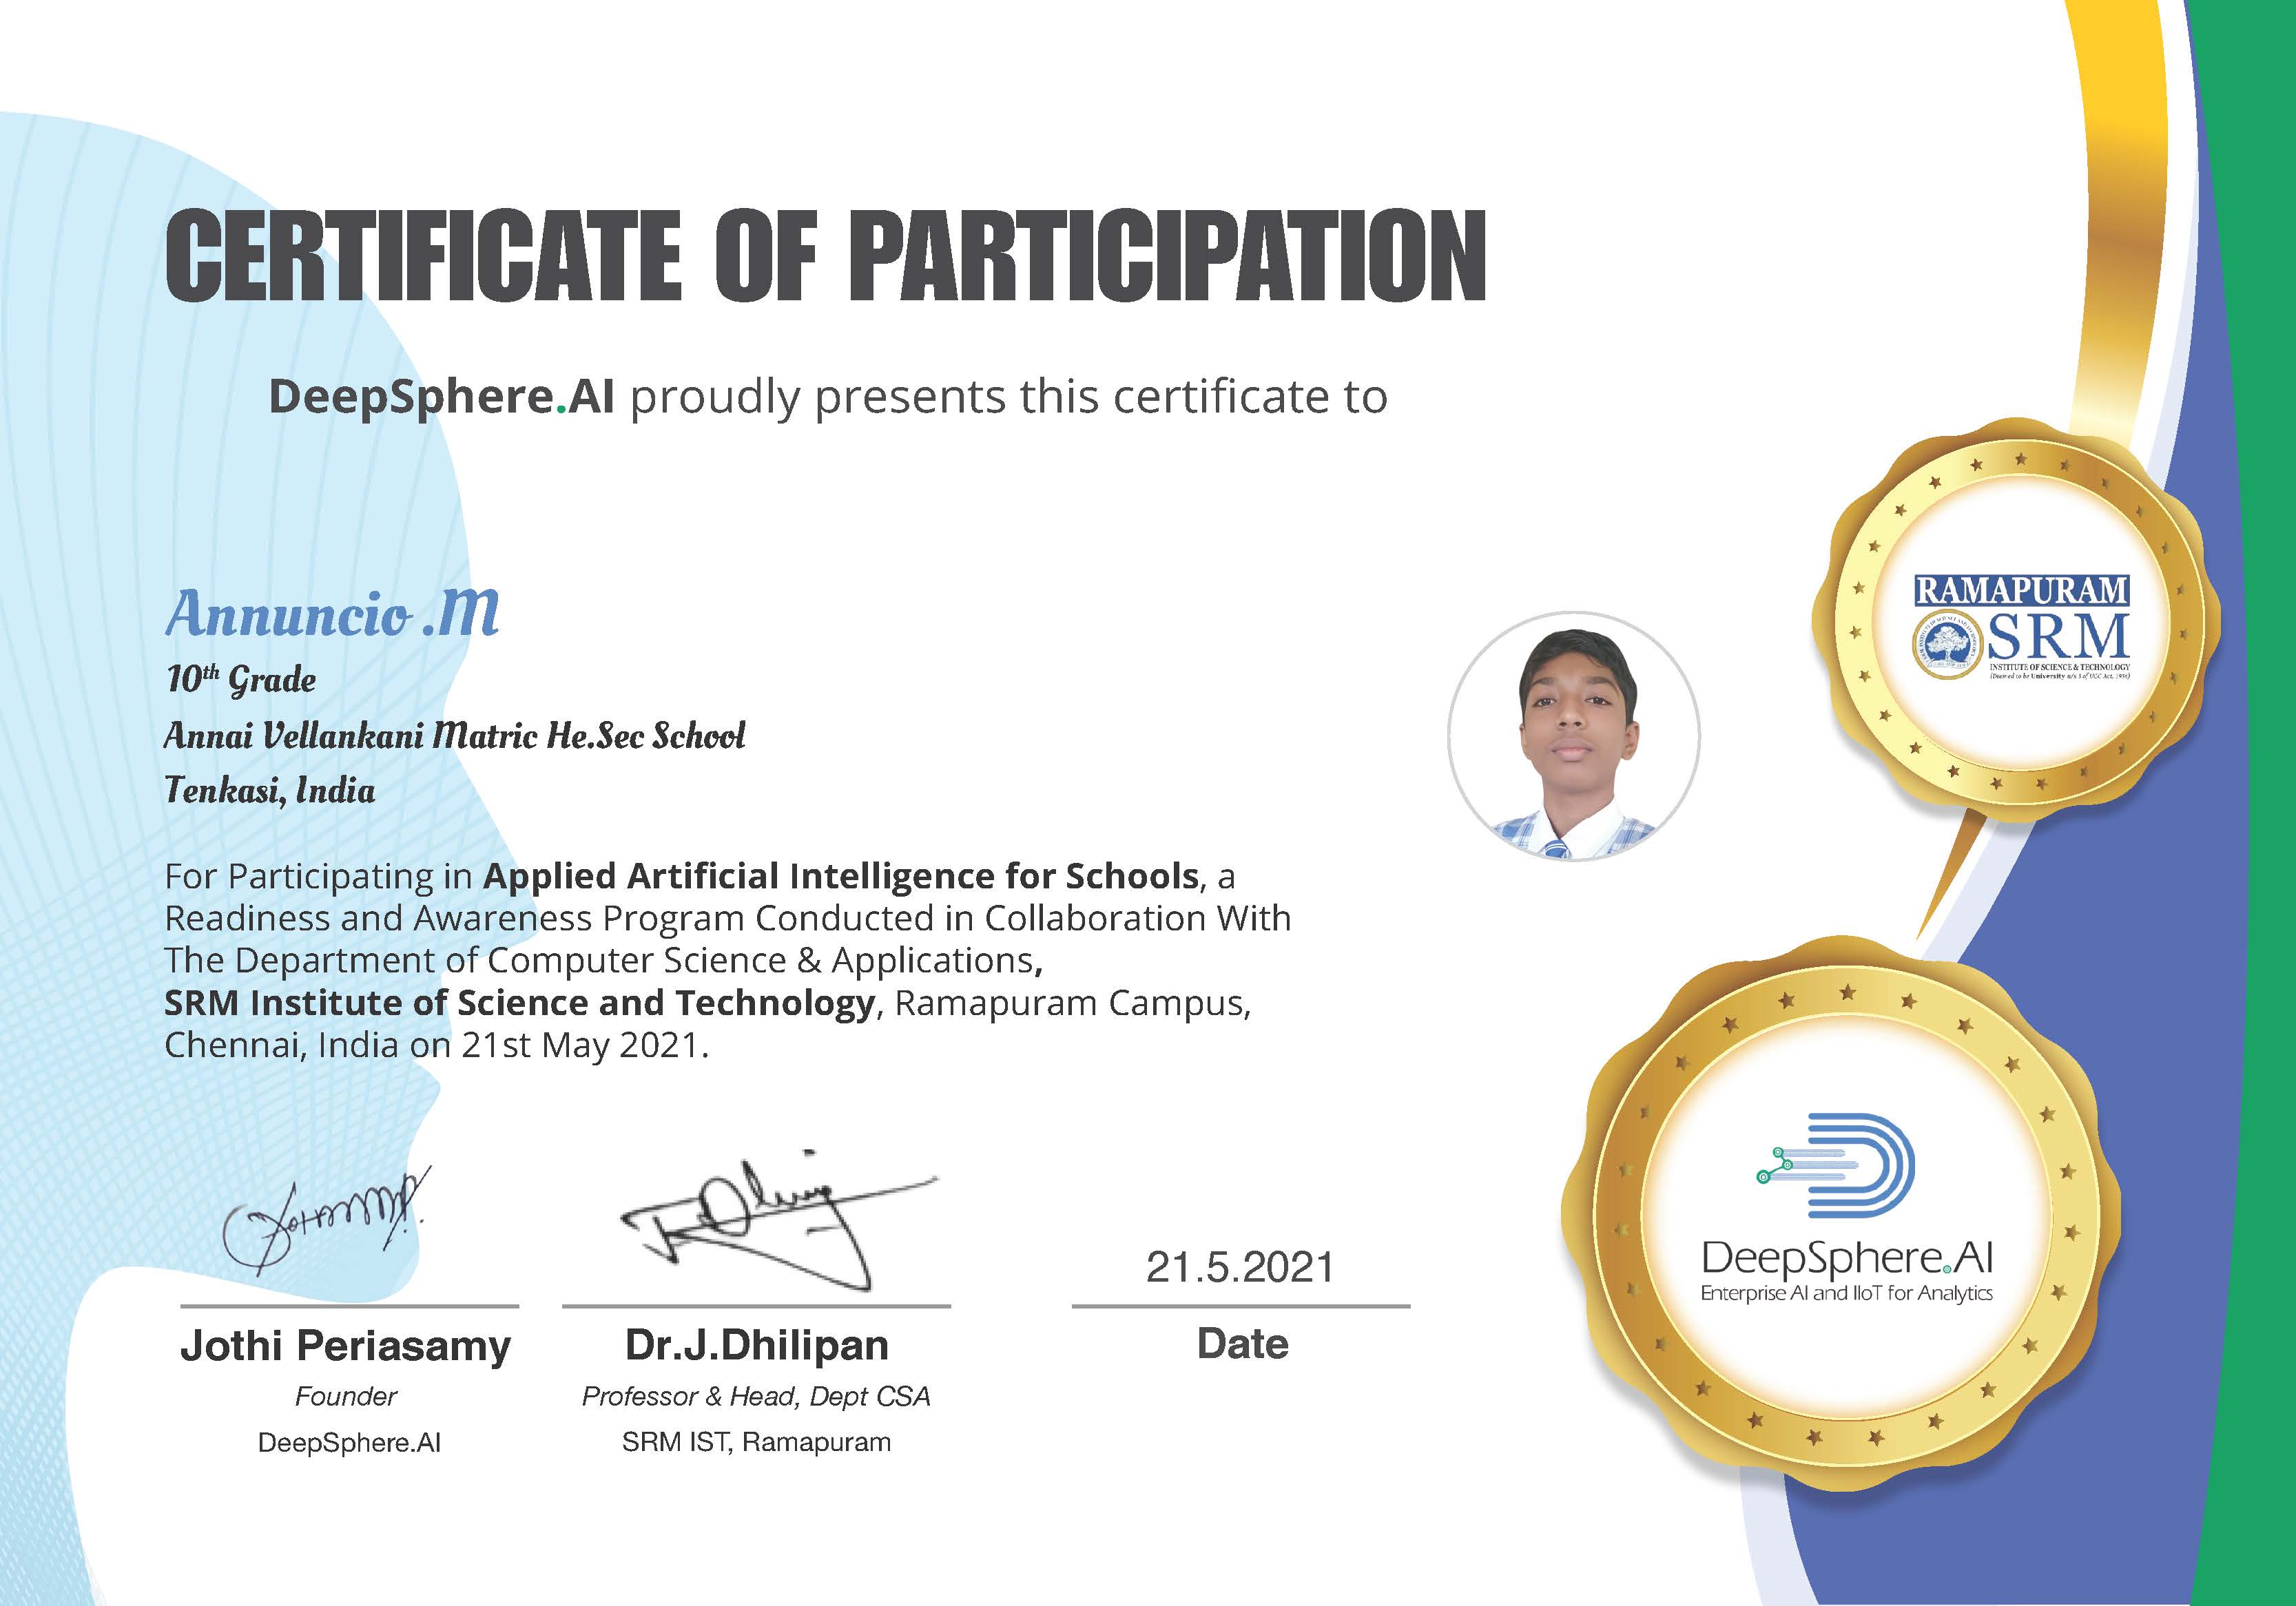 CERTIFICATE OF PARTICIPATION
DeepSphere.AI proudly presents this certificate to
Annuncio .M
10th Grade
Annai Vellankani Matric He.Sec School
Tenkasi, India
For Participating in Applied Artificial Intelligence for Schools, a
Readiness and Awareness Program Conducted in Collaboration With
The Department of Computer Science & Applications,
SRM Institute of Science and Technology, Ramapuram Campus,
Chennai, India on 21st May 2021.
21.5.2021
Jothi Periasamy
Founder
DeepSphere.AI
Dr.J.Dhilipan
Professor & Head, Dept CSA
SRM IST, Ramapuram
Date
RAMAPURAM
SRM
INSTITUTE OF SCIENCE & TECHNOLOGY
(Deemed to be University u/s 3 of UGC Act, 1956)
DeepSphere.AI
Enterprise AI and IIoT for Analytics